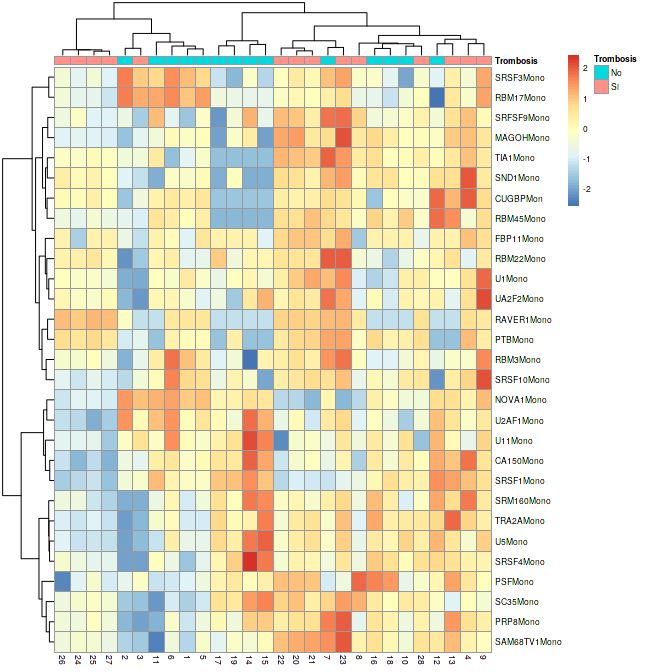 Trombosis
Trombosis
No
SI
2
1
0
-1
-2
SRSF3Mono
RBM17Mono
SRFSF9Mono
MAGOHMono
TIA1Mono
SND1Mono
CUGBPMon
RBM45Mono
FBP11Mono
RBM22Mono
U1Mono
UA2F2Mono
RAVER1Mono
PTBMono
RBM3Mono
SRSF10Mono
NOVA1Mono
U2AF1Mono
U11Mono
CA150Mono
SRSF1Mono
SRM160Mono
TRA2AMono
U5Mono
SRSF4Mono
PSFMono
SC35Mono
PRP8Mono
SAM68TV1Mono
26 24 25 27 2 3 11 6 1 5 17 19 14 15 22 20 21 7 23 8 16 18 10 28 12 13 4 9